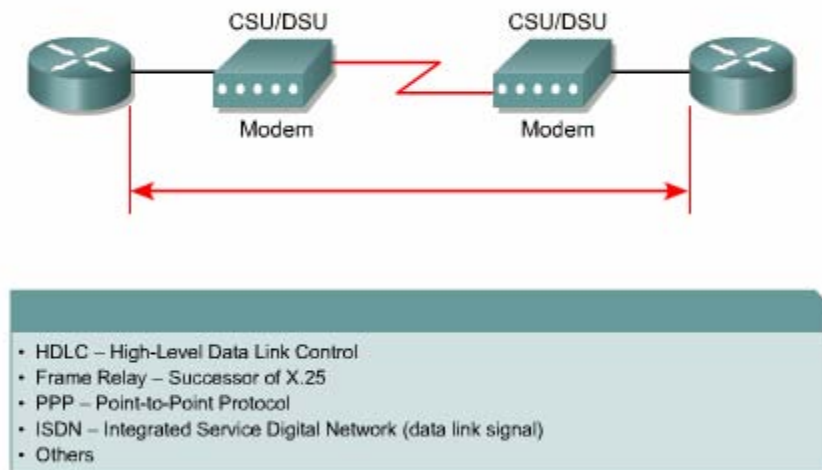 CSU/DSU CSU/DSU
Modem Modem
• HDLC – High-Level Data Link Control
• Frame Relay – Successor of X.25
• PPP – Point-to-Point Protocol
• ISDN – Integrated Service Digital Network (data link signal)
• Others